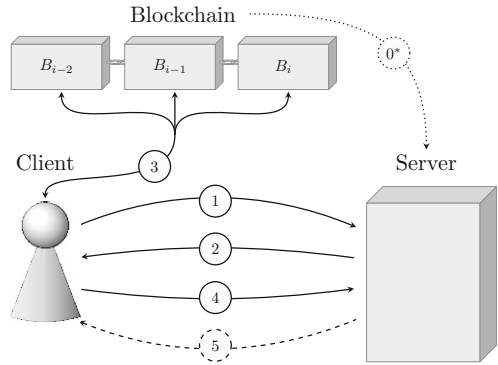 Blockchain
0*
B_{i-2} B_{i-1} B_i
Client
Server
3
1
2
4
5